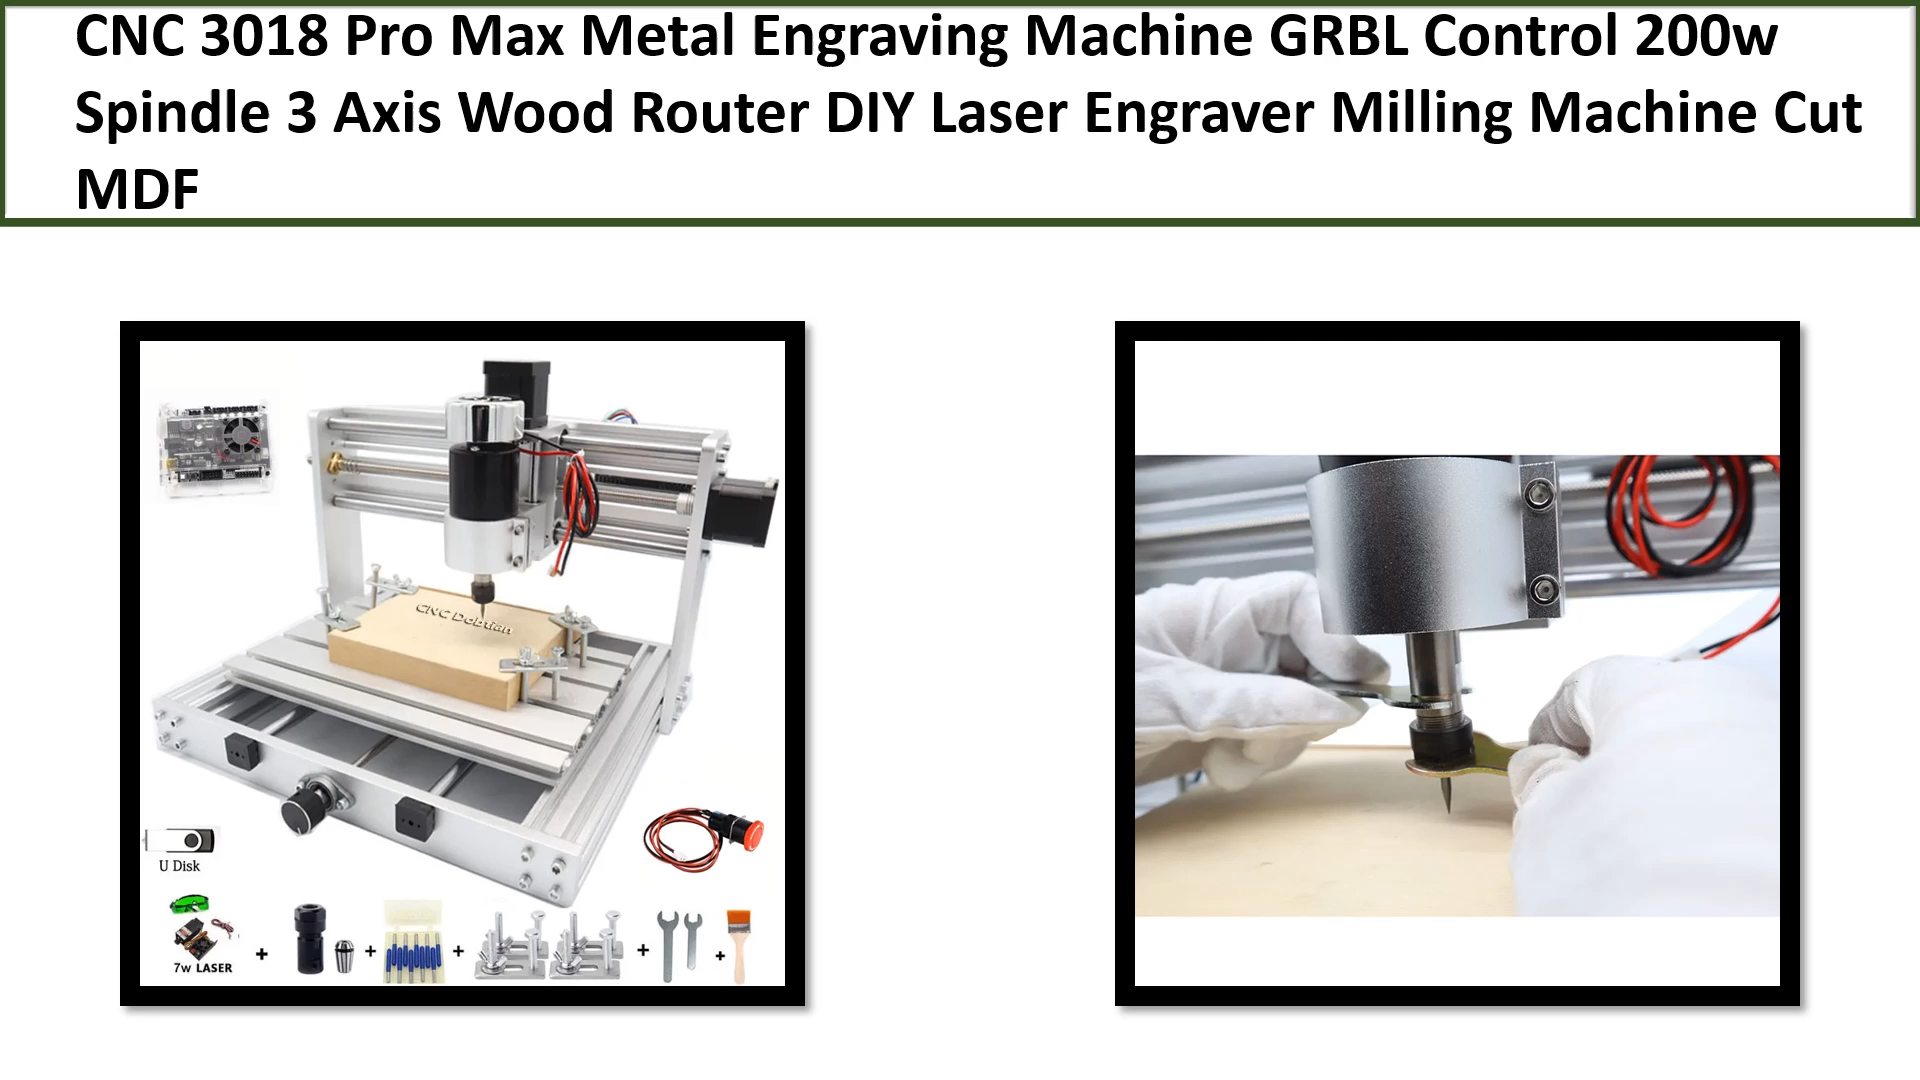 CNC 3018 Pro Max Metal Engraving Machine GRBL Control 200w
Spindle 3 Axis Wood Router DIY Laser Engraver Milling Machine Cut
MDF
CNC Dobtian
U Disk
7w LASER
+ + + + +